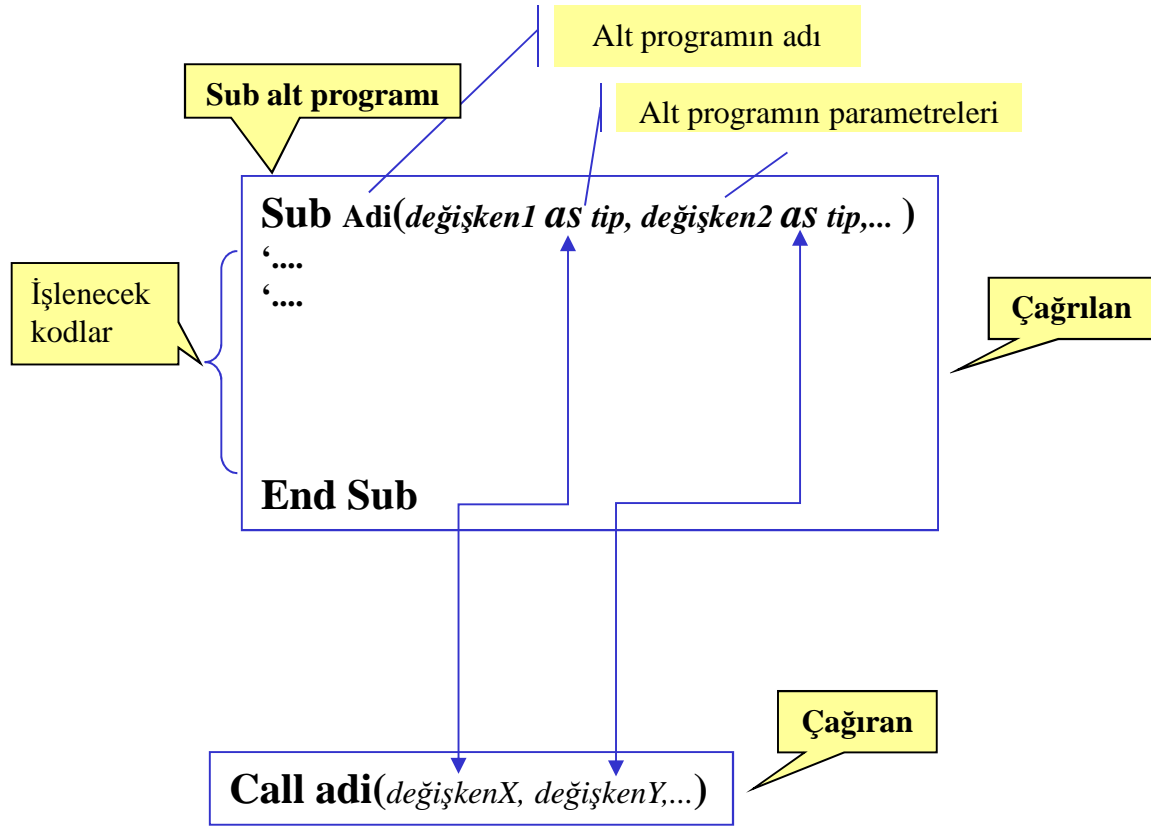 Alt programın adı
Sub alt programı
Alt programın parametreleri
Sub Adi(değişken1 as tip, değişken2 as tip,... )
‘....
‘....
İşlenecek
kodlar
Çağrılan
End Sub
Çağıran
Call adi(değişkenX, değişkenY,...)